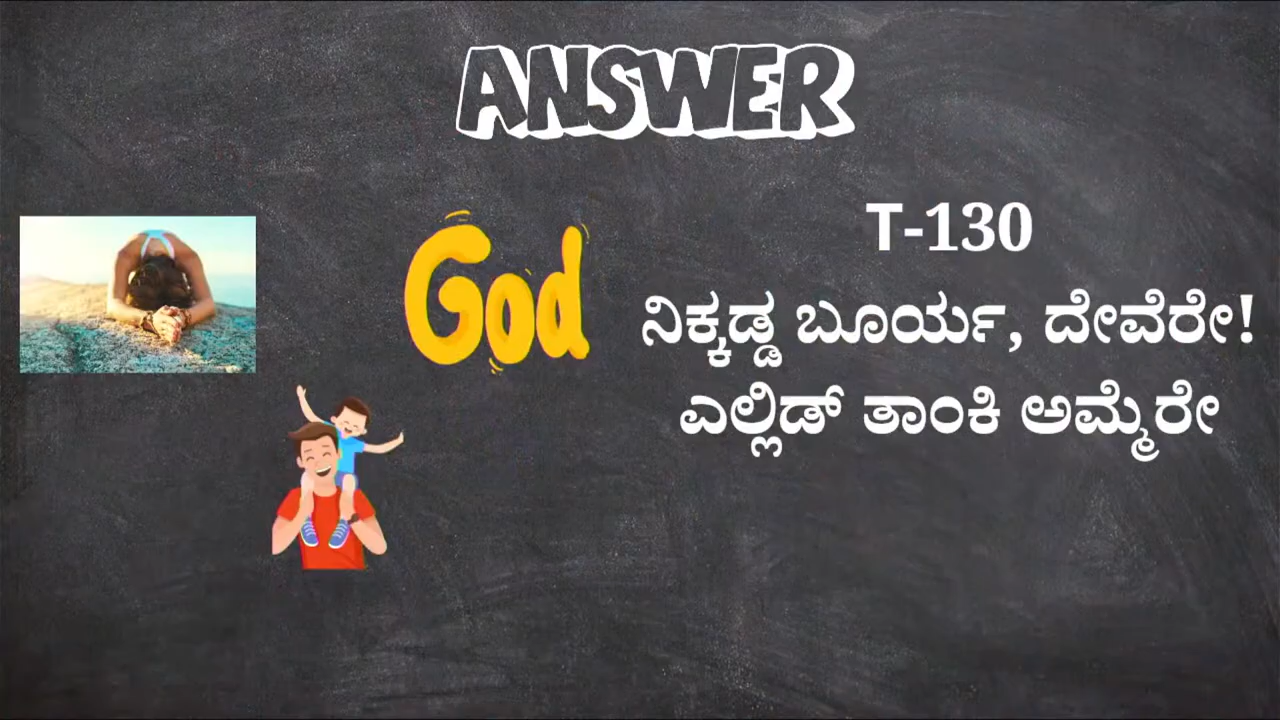 ANSWER
God
T-130
ನಿಕ್ಕಡ್ಡ ಬೂರ್ಯೆ, ದೇವೆರೇ!
ಎಲ್ಲಿಡ್ ತಾಂಕಿ ಅಮ್ಮೆರೇ